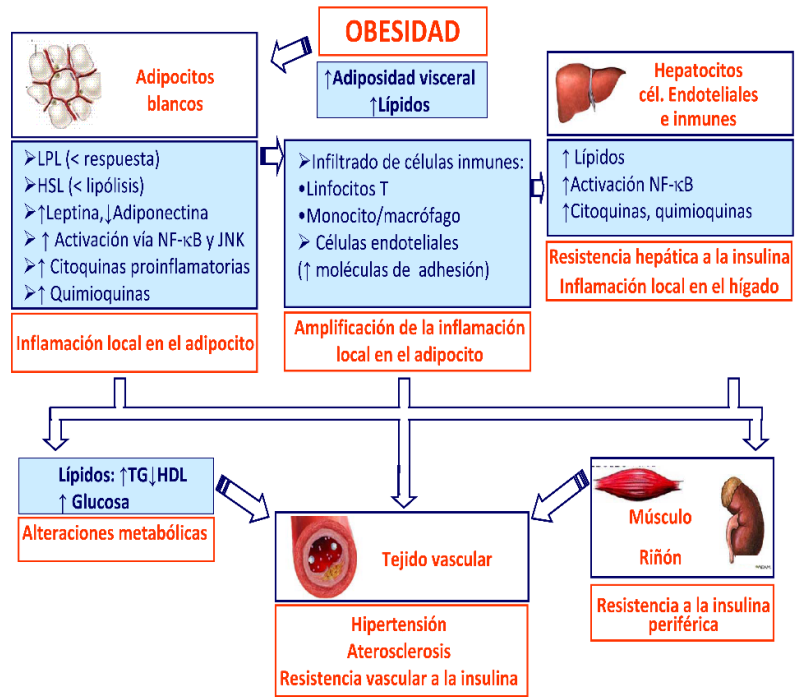 OBESIDAD
↑Adiposidad visceral
↑Lípidos
Adipocitos
blancos
Hepatocitos
cél. Endoteliales
e inmunes
➢LPL (< respuesta)
➢HSL (< lipólisis)
➢↑Leptina,↓Adiponectina
➢ ↑ Activación vía NF-κB y JNK
➢↑ Citoquinas proinflamatorias
➢↑ Quimioquinas
Inflamación local en el adipocito
➢Infiltrado de células inmunes:
•Linfocitos T
•Monocito/macrófago
➢ Células endoteliales
(↑ moléculas de adhesión)
Amplificación de la inflamación
local en el adipocito
↑ Lípidos
↑Activación NF-κB
↑Citoquinas, quimioquinas
Resistencia hepática a la insulina
Inflamación local en el hígado
Lípidos: ↑TG↓HDL
↑ Glucosa
Alteraciones metabólicas
Tejido vascular
Hipertensión
Aterosclerosis
Resistencia vascular a la insulina
Músculo
Riñón
Resistencia a la insulina
periférica